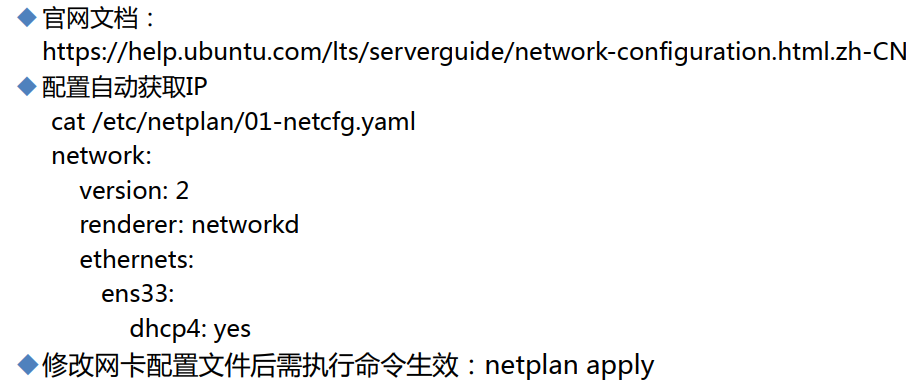 ◆ 官网文档：
https://help.ubuntu.com/lts/serverguide/network-configuration.html.zh-CN
◆ 配置自动获取IP
cat /etc/netplan/01-netcfg.yaml
network:
version: 2
renderer: networkd
ethernets:
ens33:
dhcp4: yes
◆ 修改网卡配置文件后需执行命令生效：netplan apply